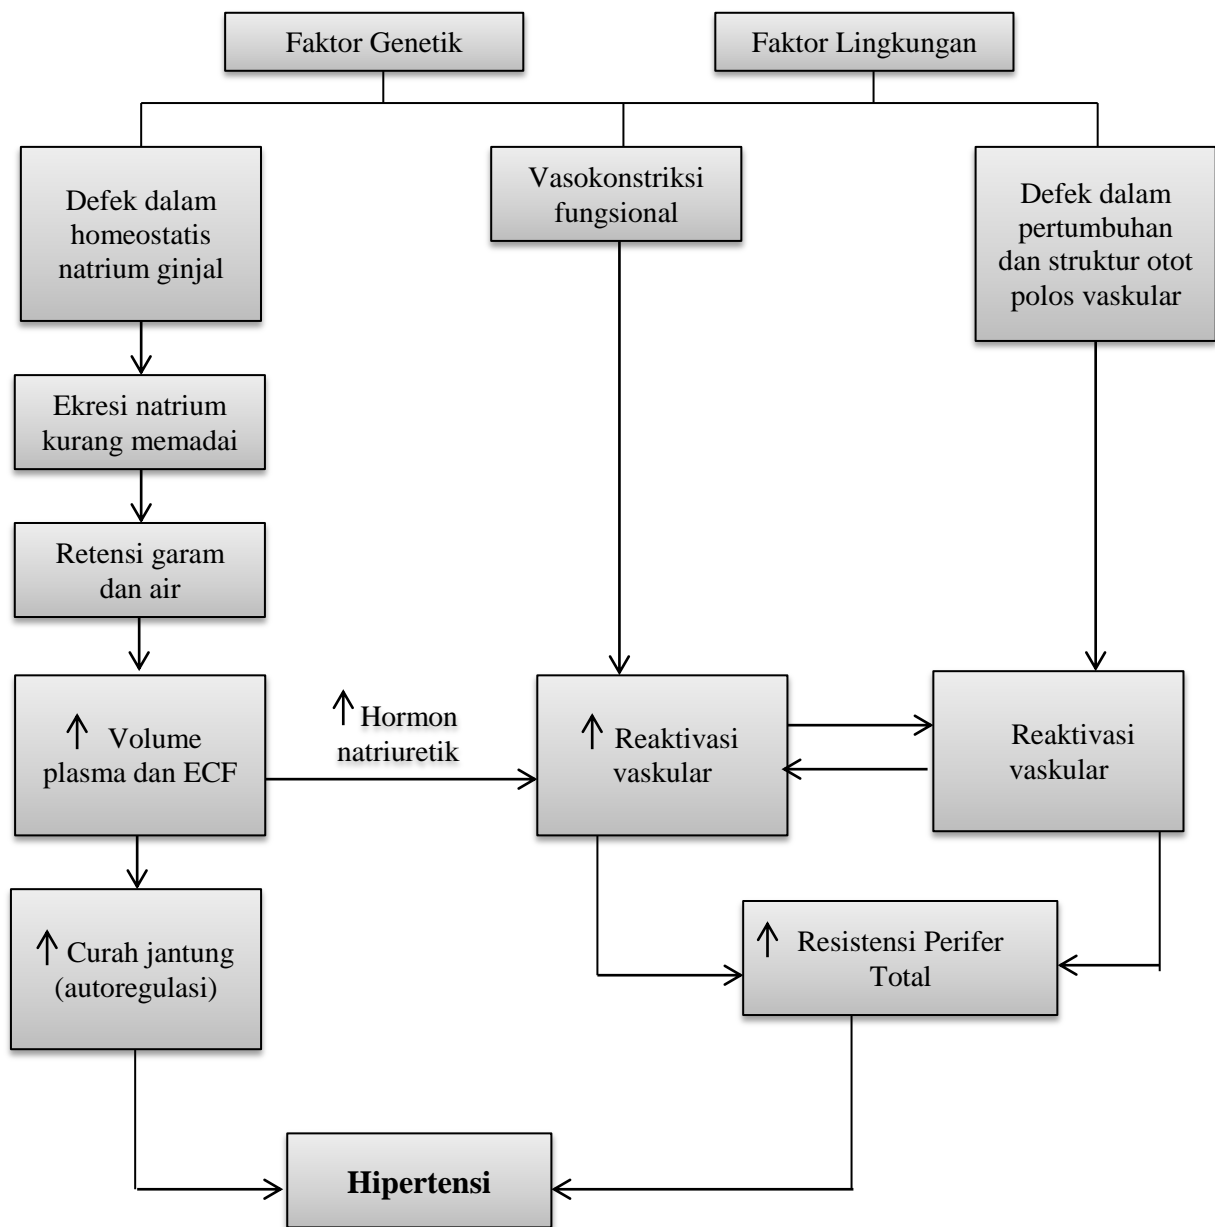 Faktor Genetik
Faktor Lingkungan
Defek dalam
homeostatis
natrium ginjal
Vasokonstriksi
fungsional
Defek dalam
pertumbuhan
dan struktur otot
polos vaskular
Ekresi natrium
kurang memadai
Retensi garam
dan air
↑ Volume
plasma dan ECF
↑ Hormon
natriuretik
↑ Reaktivasi
vaskular
Reaktivasi
vaskular
↑ Curah jantung
(autoregulasi)
↑ Resistensi Perifer
Total
Hipertensi